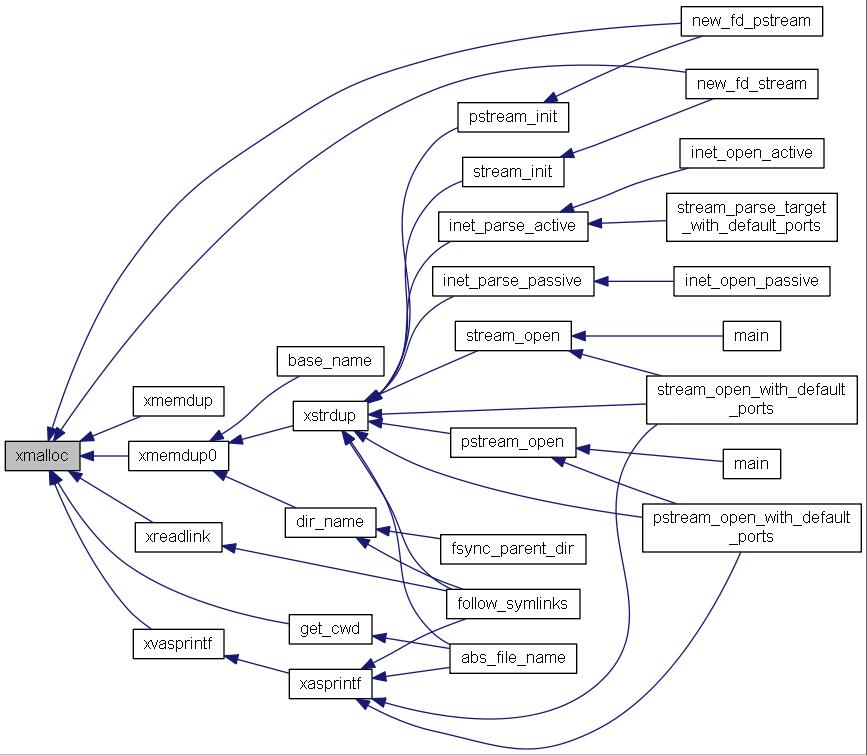 new_fd_pstream
new_fd_stream
pstream_init
inet_open_active
stream_init
stream_parse_target
_with_default_ports
inet_parse_active
inet_parse_passive
inet_open_passive
stream_open
main
base_name
stream_open_with_default
_ports
xmemdup
xstrdup
pstream_open
xmalloc
xmemdup0
main
pstream_open_with_default
_ports
dir_name
xreadlink
fsync_parent_dir
follow_symlinks
get_cwd
xvasprintf
abs_file_name
xasprintf